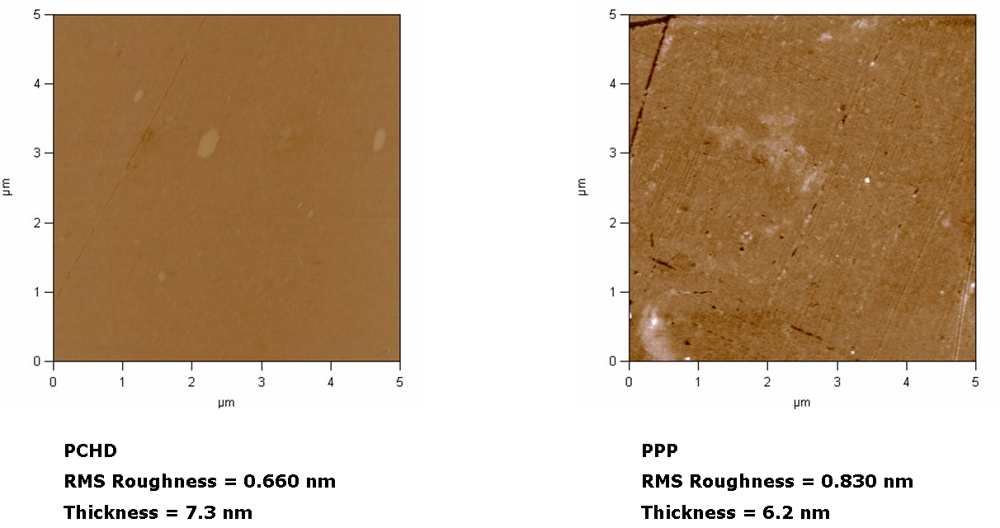 5
4
3
2
1
0
µm
0 1 2 3 4 5
µm
PCHD
RMS Roughness = 0.660 nm
Thickness = 7.3 nm
5
4
3
2
1
0
µm
0 1 2 3 4 5
µm
PPP
RMS Roughness = 0.830 nm
Thickness = 6.2 nm